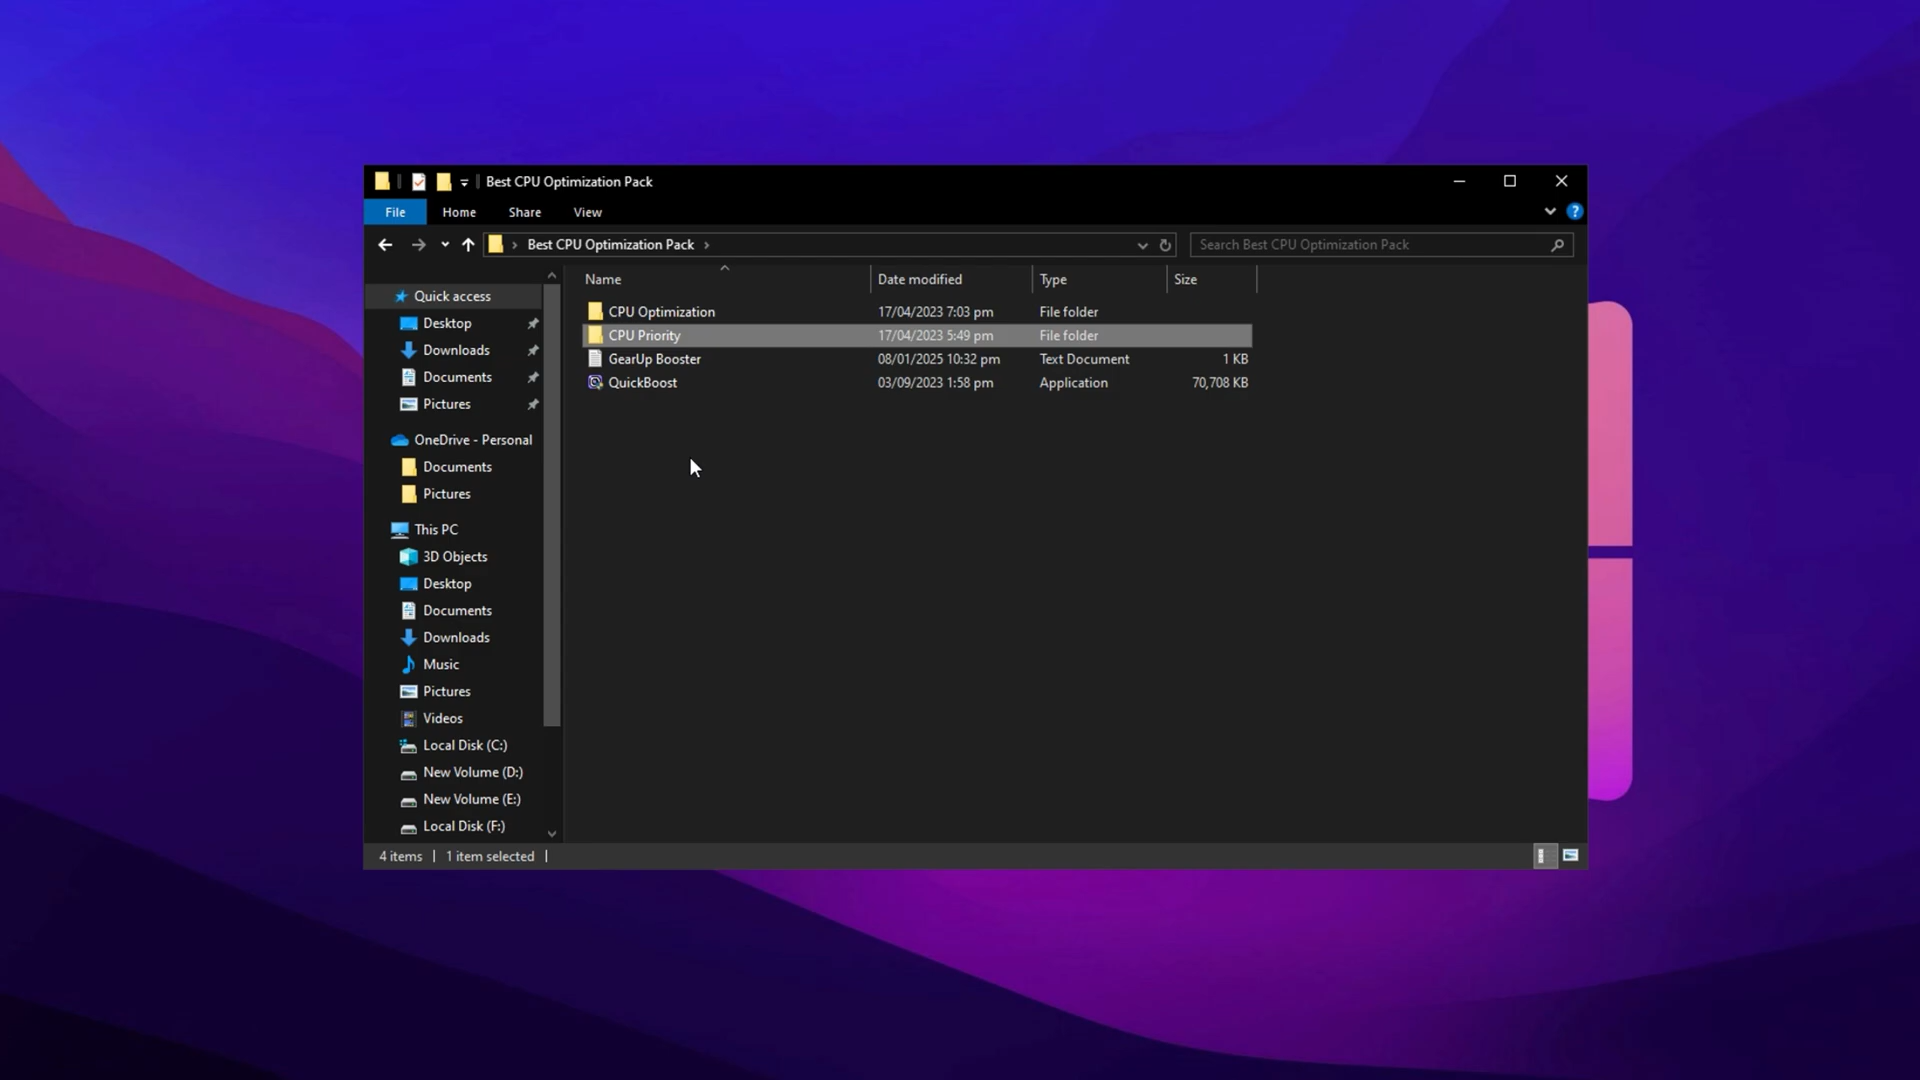 Best CPU Optimization Pack
File Home Share View
Best CPU Optimization Pack
Search Best CPU Optimization Pack
Name Date modified Type Size
Quick access
Desktop
Downloads
Documents
Pictures
OneDrive - Personal
Documents
Pictures
This PC
3D Objects
Desktop
Documents
Downloads
Music
Pictures
Videos
Local Disk (C:)
New Volume (D:)
New Volume (E:)
Local Disk (F:)
CPU Optimization 17/04/2023 7:03 pm File folder
CPU Priority 17/04/2023 5:49 pm File folder
GearUp Booster 08/01/2025 10:32 pm Text Document 1 KB
QuickBoost 03/09/2023 1:58 pm Application 70,708 KB
4 items 1 item selected